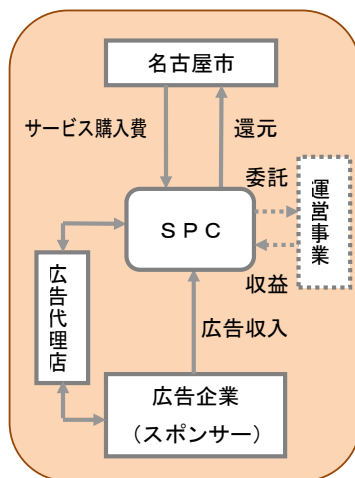 名古屋市
サービス購入費
還元
委託
運営事業
SPC
収益
広告代理店
広告収入
広告企業
(スポンサー)